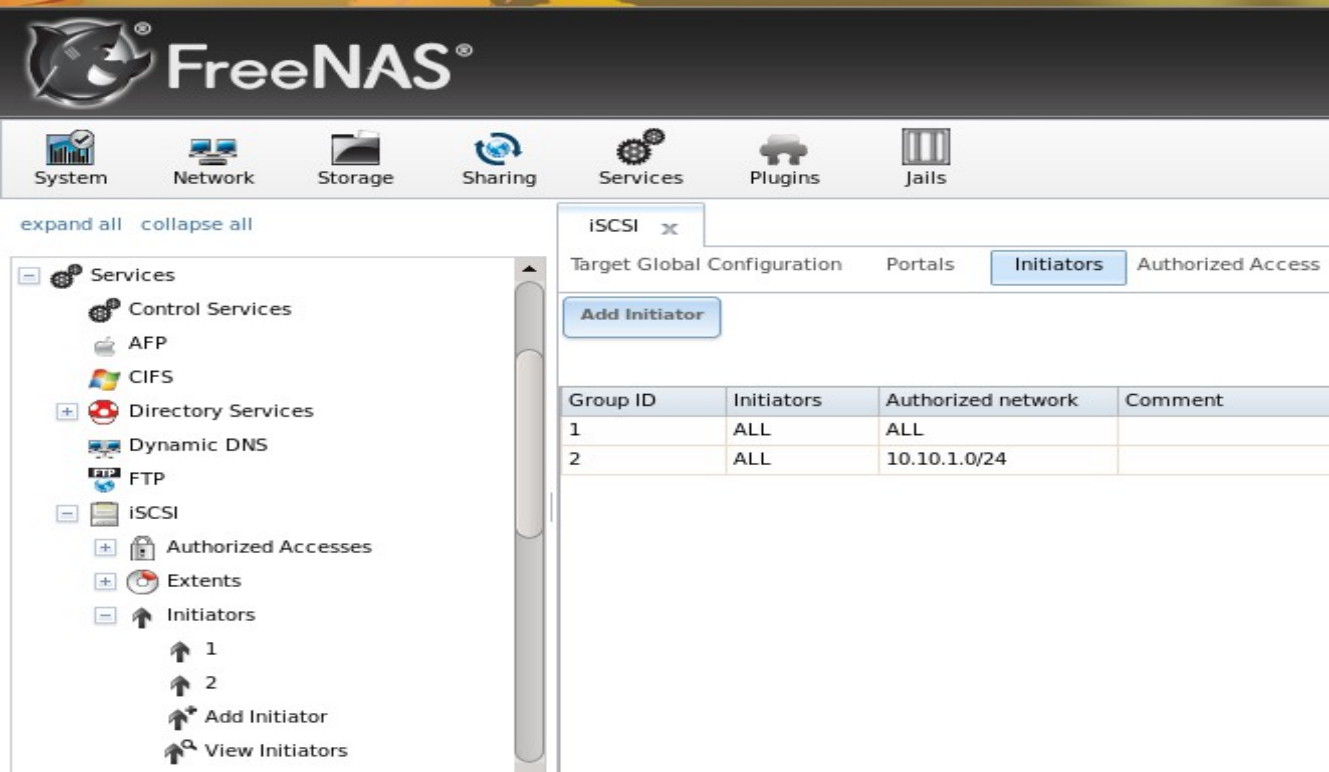 FreeNAS®
System Network Storage Sharing Services Plugins Jails
expand all collapse all
Services
Control Services
AFP
CIFS
Directory Services
Dynamic DNS
FTP
iSCSI
Authorized Accesses
Extents
Initiators
1
2
Add Initiator
View Initiators
iSCSI x
Target Global Configuration Portals Initiators Authorized Access
Add Initiator
Group ID Initiators Authorized network Comment
1 ALL ALL
2 ALL 10.10.1.0/24